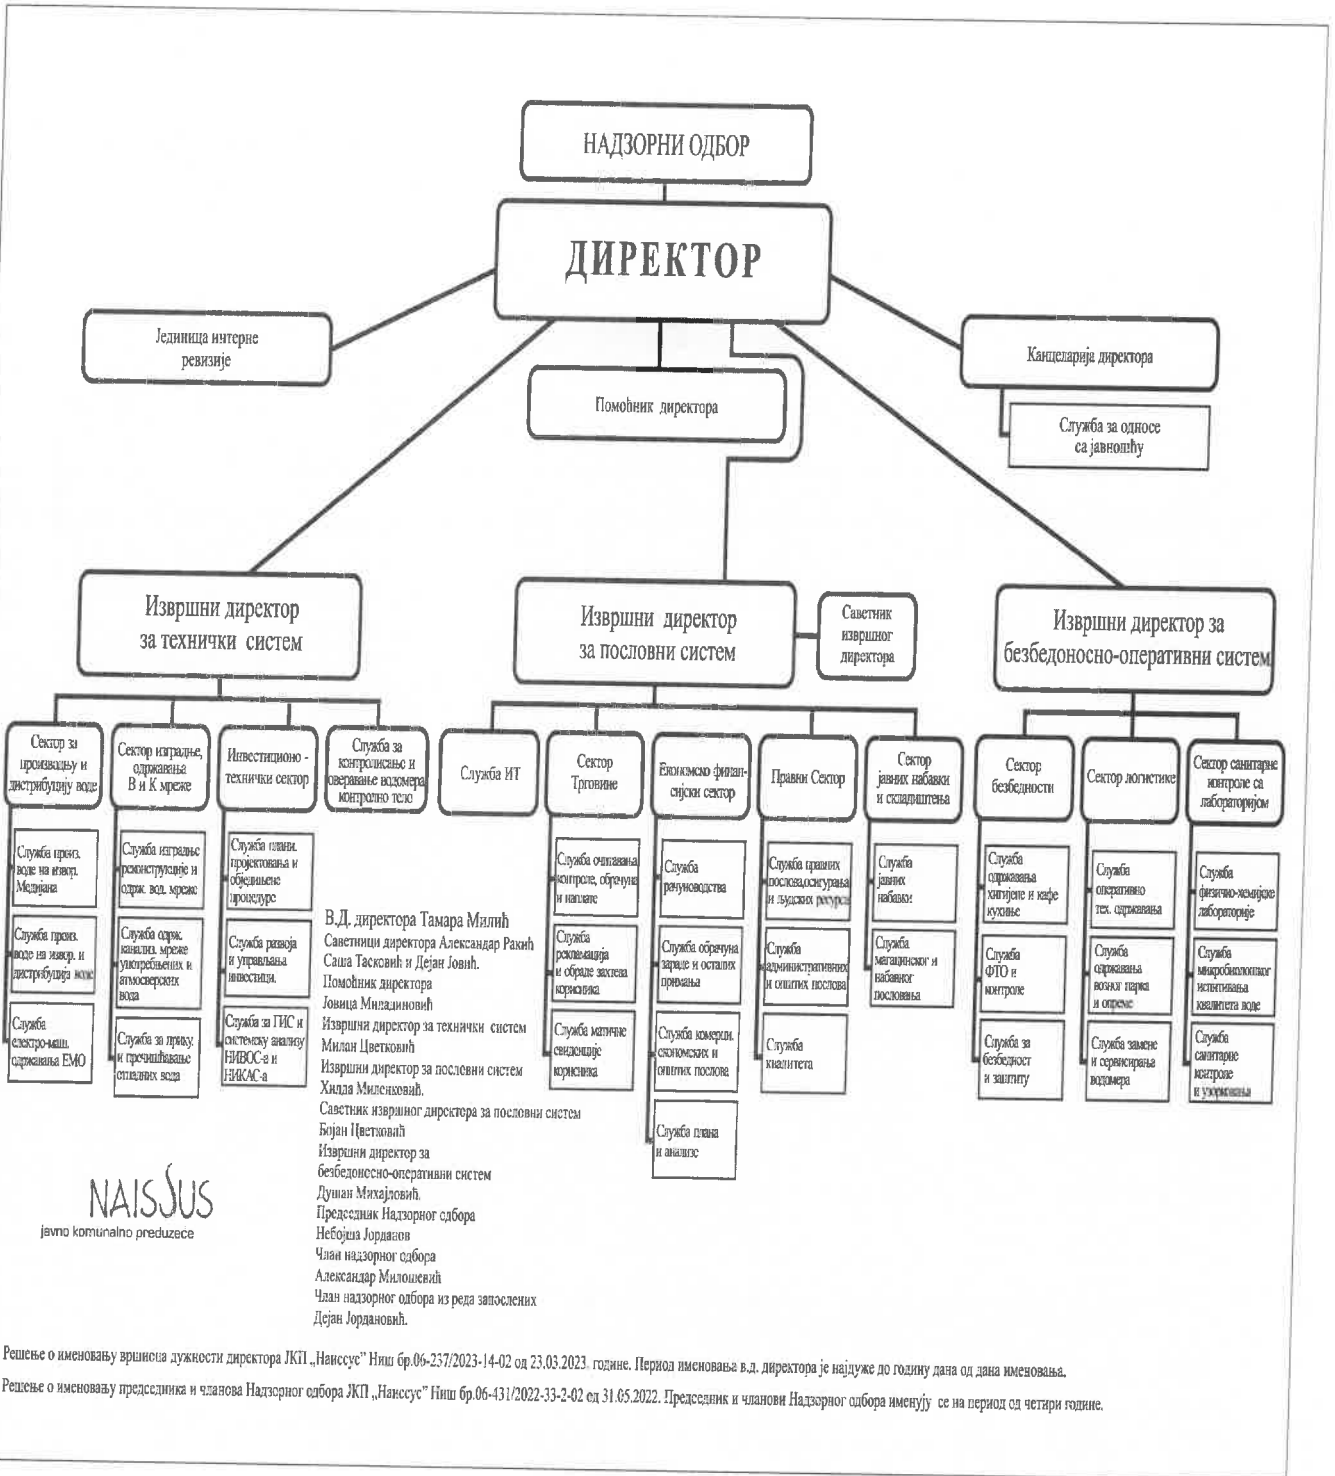 НАДЗОРНИ ОДБОР
ДИРЕКТОР
Јединица интерне
ревизије
Помоћник директора
Канцеларија директора
Служба за односе
са јавношћу
Извршни директор
за технички систем
Извршни директор
за пословни систем
Саветник
извршног
директора
Извршни директор за
безбедоносно-оперативни систем
Сектор за
производњу и
дистрибуцију воде
Сектор изградње,
одржавања
В и К мреже
Инвестиционо -
технички сектор
Служба за
контролисање и
оверавање водомера
контролно тело
Служба ИТ
Сектор
Трговине
Економско финан-
сијски сектор
Правни Сектор
Сектор
јавних набавки
и складиштења
Сектор
безбедности
Сектор логистике
Сектор санитарне
контроле са
лабораторијом
Служба произ.
воде на извор.
Медијана
Служба произ.
воде на извор. и
дистрибуција воде
Служба
електро-маш.
одржавања ЕМО
Служба изградње
реконструкције и
одрж. вод. мреже
Служба одрж.
канализ. мреже
употребљених и
атмосверских
вода
Служба за прику.
и пречишћавање
отпадних вода
Служба плани.
пројектовања и
обједињене
процедуре
Служба развоја
и управљања
инвестици.
Служба за ГИС и
системску анализу
НИВОС-а и
НИКАС-а
Служба очитавања
контроле, обрачуна
и наплате
Служба
рекламација
и обраде захтева
корисника
Служба матичне
евиденције
корисника
Служба
рачуноводства
Служба обрачуна
зараде и осталих
примања
Служба комерци.
економских и
општих послова
Служба плана
и анализе
Служба правних
послова,осигурања
и људских ресурса
Служба
административних
и општих послова
Служба
квалитета
Служба
јавних
набавки
Служба
магацинског и
набавног
пословања
Служба
одржавања
хигијене и кафе
кухиње
Служба
ФТО и
контроле
Служба за
безбедност
и заштиту
Служба
оперативно
тех. одржавања
Служба
одржавања
возног парка
и опреме
Служба замене
и сервисирања
водомера
Служба
физичко-хемијске
лабораторије
Служба
микробиолошког
испитивања
квалитета воде
Служба
санитарне
контроле
и узорковања
В.Д. директора Тамара Милић
Саветници директора Александар Ракић
Саша Тасковић и Дејан Јовић.
Помоћник директора
Јовица Миладиновић
Извршни директор за технички систем
Милан Цветковић
Извршни директор за пословни систем
Хилда Миленковић.
Саветник извршног директора за пословни систем
Бојан Цветковић
Извршни директор за
безбедоносно-оперативни систем
Душан Михајловић.
Председник Надзорног одбора
Небојша Јорданов
Члан надзорног одбора
Александар Милошевић
Члан надзорног одбора из реда запослених
Дејан Јордановић.
NAISSUS
javno komunalno preduzeće
Решење о именовању вршиоца дужности директора ЈКП „Наиссус” Ниш бр.06-237/2023-14-02 од 23.03.2023. године. Период именовања в.д. директора је најдуже до годину дана од дана именовања.
Решење о именовању председника и чланова Надзорног одбора ЈКП „Наиссус” Ниш бр.06-431/2022-33-2-02 од 31.05.2022. Председник и чланови Надзорног одбора именују се на период од четири године.